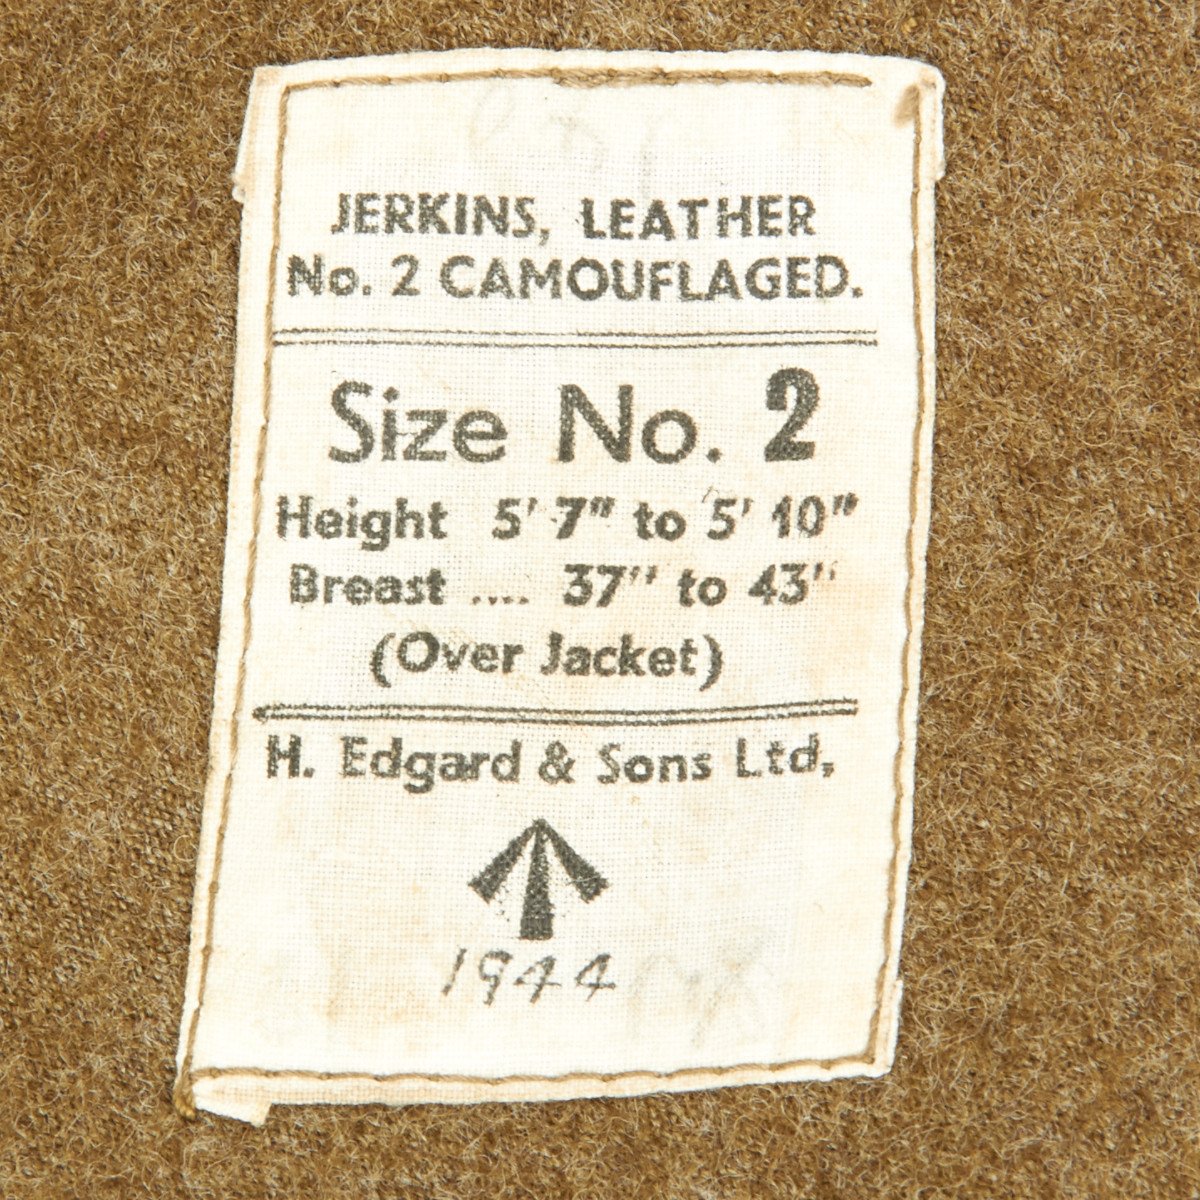 JERKINS, LEATHER
No. 2 CAMOUFLAGED.
Size No. 2
Height 5' 7" to 5' 10"
Breast .... 37" to 43"
(Over Jacket)
H. Edgard & Sons Ltd,
1944